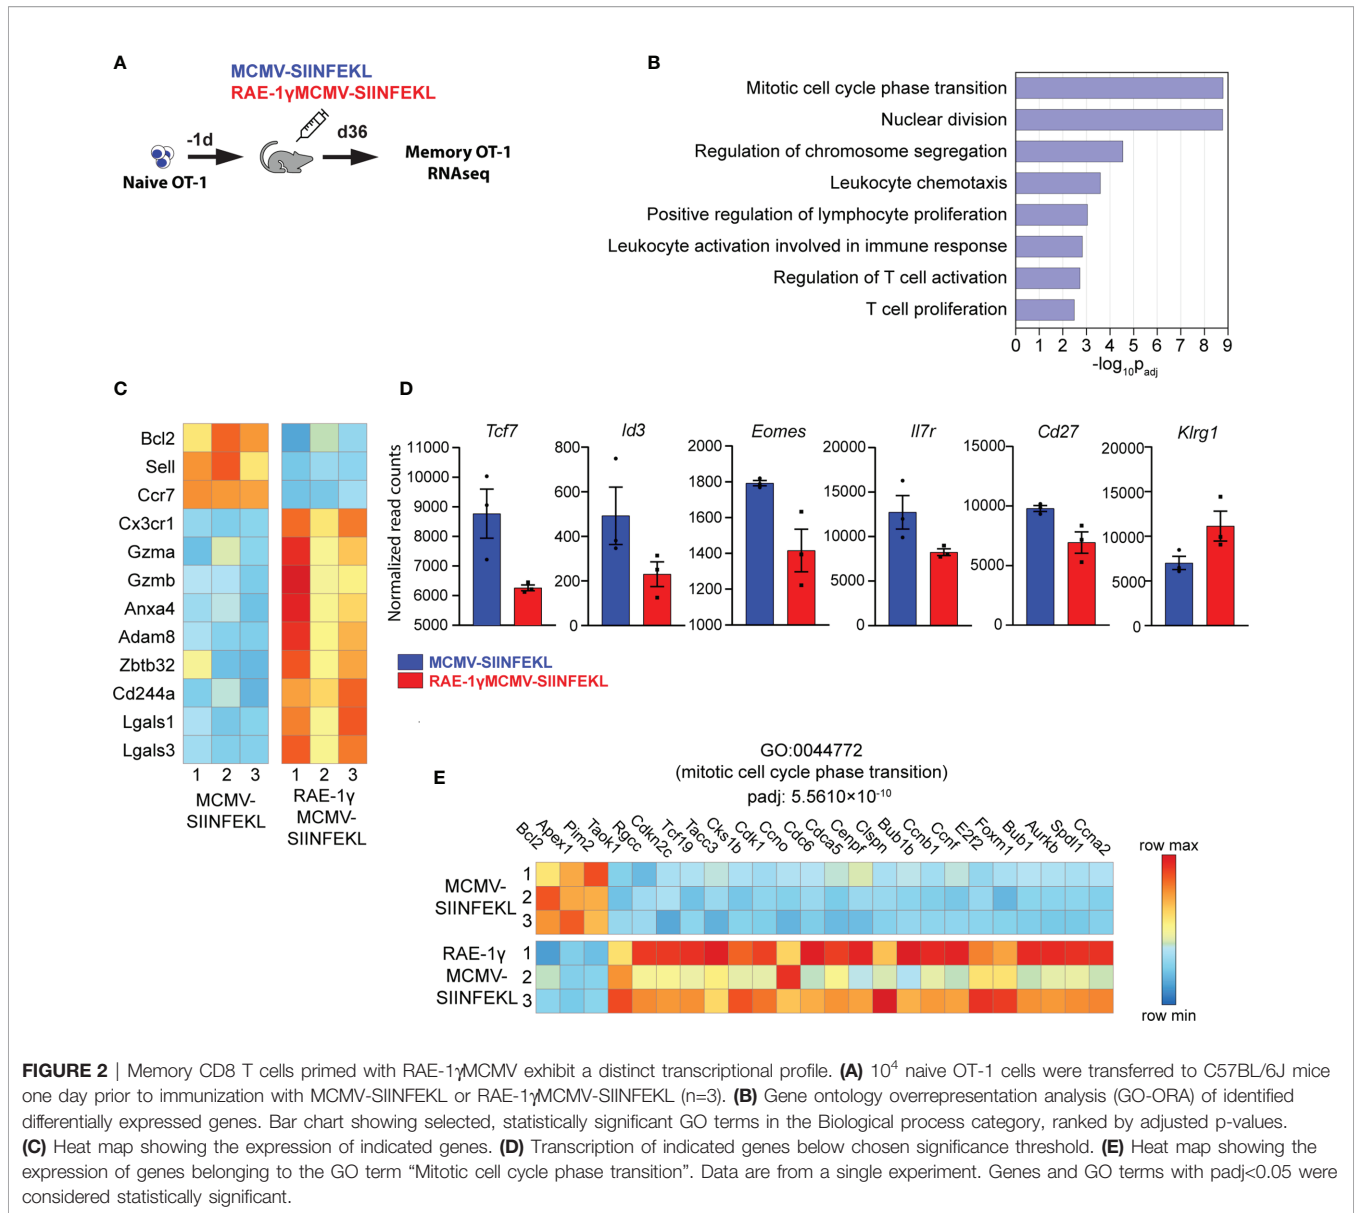 A
MCMV-SIINFEKL
RAE-1γMCMV-SIINFEKL
-1d
d36
Naive OT-1
Memory OT-1
RNAseq
B
Mitotic cell cycle phase transition
Nuclear division
Regulation of chromosome segregation
Leukocyte chemotaxis
Positive regulation of lymphocyte proliferation
Leukocyte activation involved in immune response
Regulation of T cell activation
T cell proliferation
0 1 2 3 4 5 6 7 8 9
-log10padj
C
Bcl2
Sell
Ccr7
Cx3cr1
Gzma
Gzmb
Anxa4
Adam8
Zbtb32
Cd244a
Lgals1
Lgals3
1 2 3 1 2 3
MCMV-
SIINFEKL
RAE-1γ
MCMV-
SIINFEKL
D
Normalized read counts
Tcf7
11000
10000
9000
8000
7000
6000
5000
Id3
800
600
400
200
0
Eomes
2000
1800
1600
1400
1200
1000
Il7r
20000
15000
10000
5000
0
Cd27
15000
10000
5000
0
Klrg1
20000
15000
10000
5000
0
MCMV-SIINFEKL
RAE-1γMCMV-SIINFEKL
E
GO:0044772
(mitotic cell cycle phase transition)
padj: 5.5610×10-10
Bcl2 Apex1 Pim2 Taok1 Rgcc Cdkn2c Tcf19 Tacc3 Cks1b Cdk1 Ccno Cdc6 Cdca5 Cenpf Clspn Bub1b Ccnb1 Ccnf E2f2 Foxm1 Bub1 Aurkb Spdl1 Ccna2
MCMV-
SIINFEKL
1
2
3
RAE-1γ
MCMV-
SIINFEKL
1
2
3
row max
row min
FIGURE 2 | Memory CD8 T cells primed with RAE-1γMCMV exhibit a distinct transcriptional profile. (A) 104 naive OT-1 cells were transferred to C57BL/6J mice
one day prior to immunization with MCMV-SIINFEKL or RAE-1γMCMV-SIINFEKL (n=3). (B) Gene ontology overrepresentation analysis (GO-ORA) of identified
differentially expressed genes. Bar chart showing selected, statistically significant GO terms in the Biological process category, ranked by adjusted p-values.
(C) Heat map showing the expression of indicated genes. (D) Transcription of indicated genes below chosen significance threshold. (E) Heat map showing the
expression of genes belonging to the GO term “Mitotic cell cycle phase transition”. Data are from a single experiment. Genes and GO terms with padj<0.05 were
considered statistically significant.